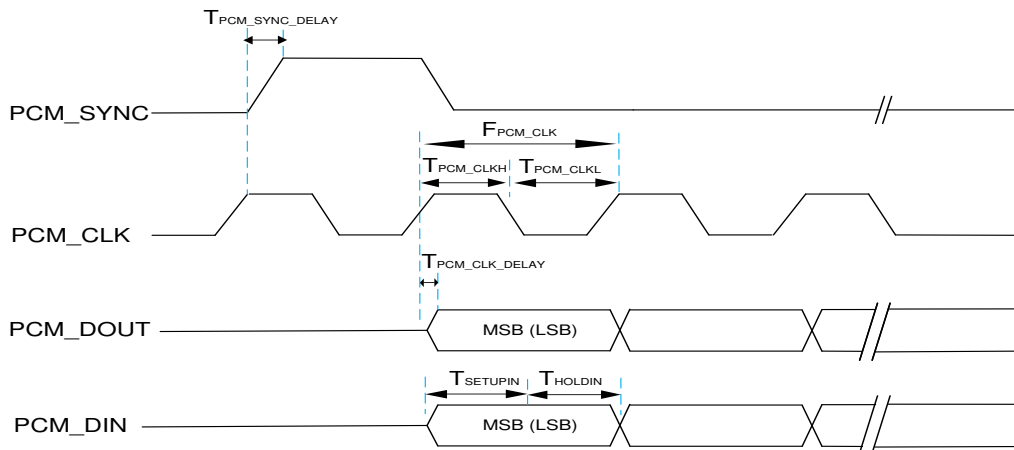 TPCM_SYNC_DELAY
PCM_SYNC
FPCM_CLK
TPCM_CLKH TPCM_CLKL
PCM_CLK
TPCM_CLK_DELAY
PCM_DOUT MSB (LSB)
TSETUPIN THOLDIN
PCM_DIN MSB (LSB)